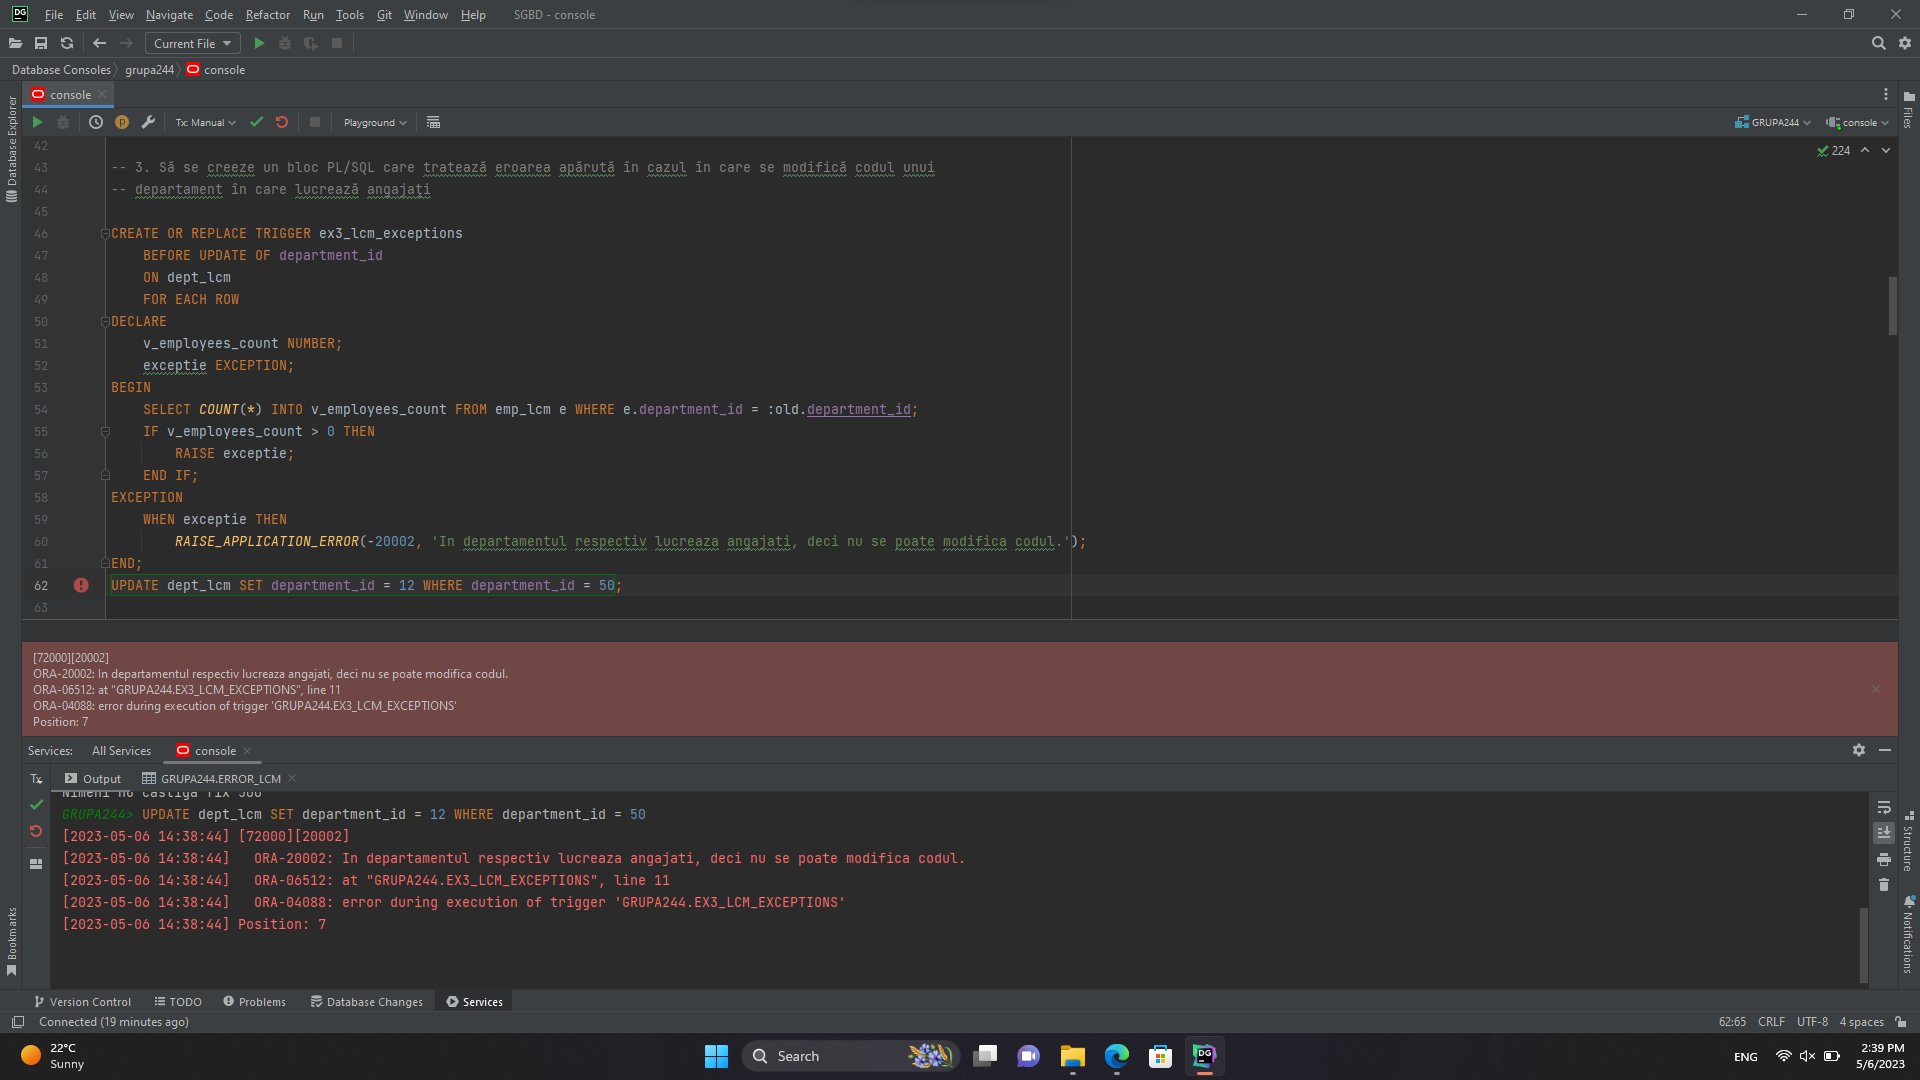 DG File Edit View Navigate Code Refactor Run Tools Git Window Help SGBD - console
Current File
Database Consoles grupa244 console
console
Tx: Manual Playground GRUPA244 console
Database Explorer
Files
224
42
43 -- 3. Să se creeze un bloc PL/SQL care tratează eroarea apărută în cazul în care se modifică codul unui
44 -- departament în care lucrează angajaţi
45
46 CREATE OR REPLACE TRIGGER ex3_lcm_exceptions
47 BEFORE UPDATE OF department_id
48 ON dept_lcm
49 FOR EACH ROW
50 DECLARE
51 v_employees_count NUMBER;
52 exceptie EXCEPTION;
53 BEGIN
54 SELECT COUNT(*) INTO v_employees_count FROM emp_lcm e WHERE e.department_id = :old.department_id;
55 IF v_employees_count > 0 THEN
56 RAISE exceptie;
57 END IF;
58 EXCEPTION
59 WHEN exceptie THEN
60 RAISE_APPLICATION_ERROR(-20002, 'In departamentul respectiv lucreaza angajati, deci nu se poate modifica codul.');
61 END;
62 UPDATE dept_lcm SET department_id = 12 WHERE department_id = 50;
63
[72000][20002]
ORA-20002: In departamentul respectiv lucreaza angajati, deci nu se poate modifica codul.
ORA-06512: at "GRUPA244.EX3_LCM_EXCEPTIONS", line 11
ORA-04088: error during execution of trigger 'GRUPA244.EX3_LCM_EXCEPTIONS'
Position: 7
Services: All Services console
Tx Output GRUPA244.ERROR_LCM
GRUPA244> UPDATE dept_lcm SET department_id = 12 WHERE department_id = 50
[2023-05-06 14:38:44] [72000][20002]
[2023-05-06 14:38:44] ORA-20002: In departamentul respectiv lucreaza angajati, deci nu se poate modifica codul.
[2023-05-06 14:38:44] ORA-06512: at "GRUPA244.EX3_LCM_EXCEPTIONS", line 11
[2023-05-06 14:38:44] ORA-04088: error during execution of trigger 'GRUPA244.EX3_LCM_EXCEPTIONS'
[2023-05-06 14:38:44] Position: 7
Structure
Bookmarks
Notifications
Version Control TODO Problems Database Changes Services
Connected (19 minutes ago) 62:65 CRLF UTF-8 4 spaces
22°C
Sunny
Search
DG
ENG
2:39 PM
5/6/2023